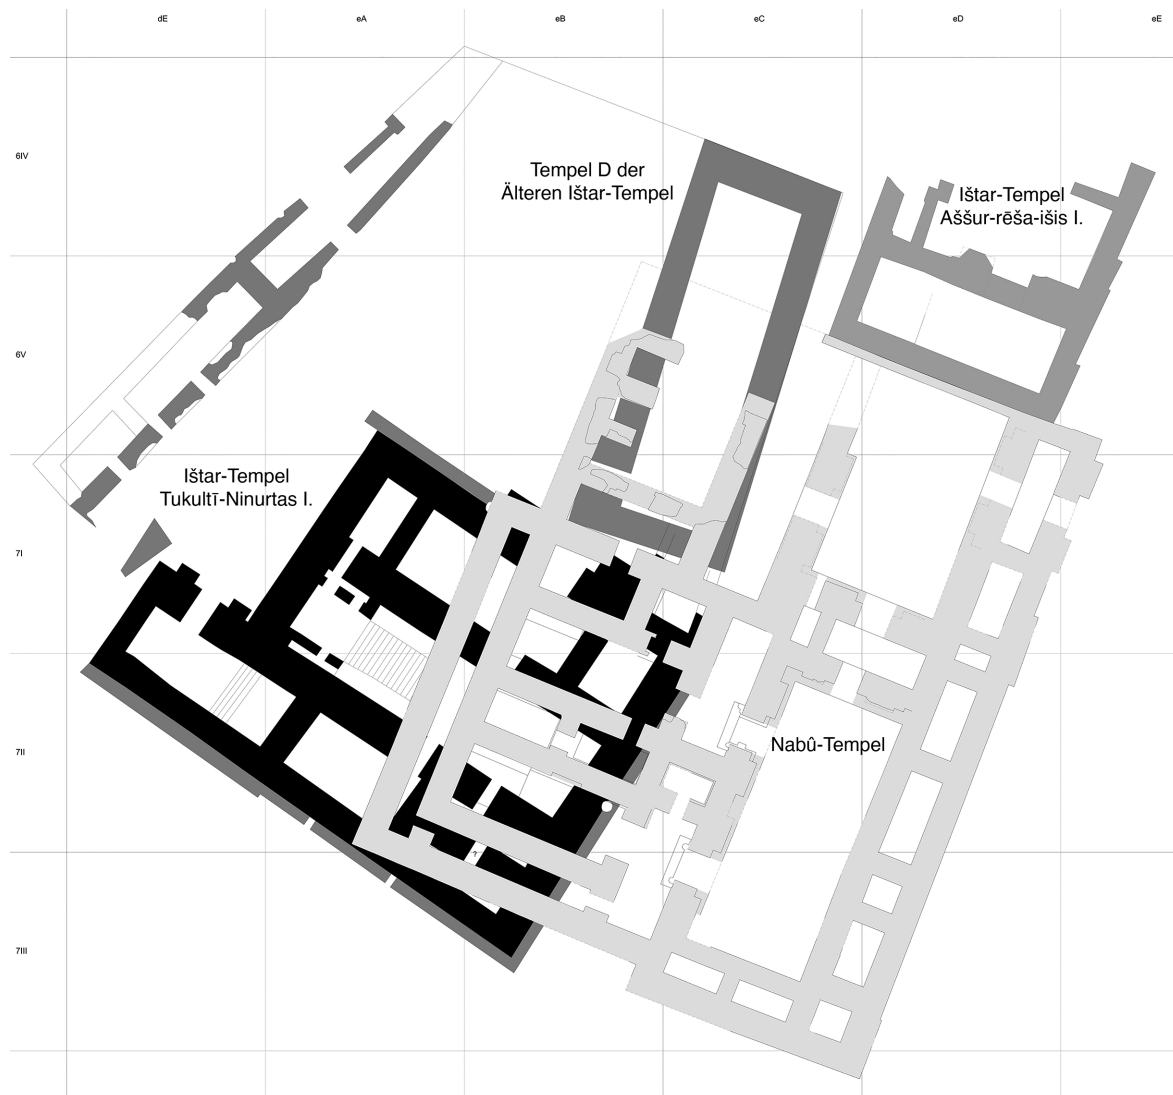 dE
eA
eB
eC
eD
eE
6IV
Tempel D der
Älteren Ištar-Tempel
Ištar-Tempel
Aššur-rēša-išis I.
6V
Ištar-Tempel
Tukultī-Ninurtas I.
7I
7II
Nabû-Tempel
?
7III